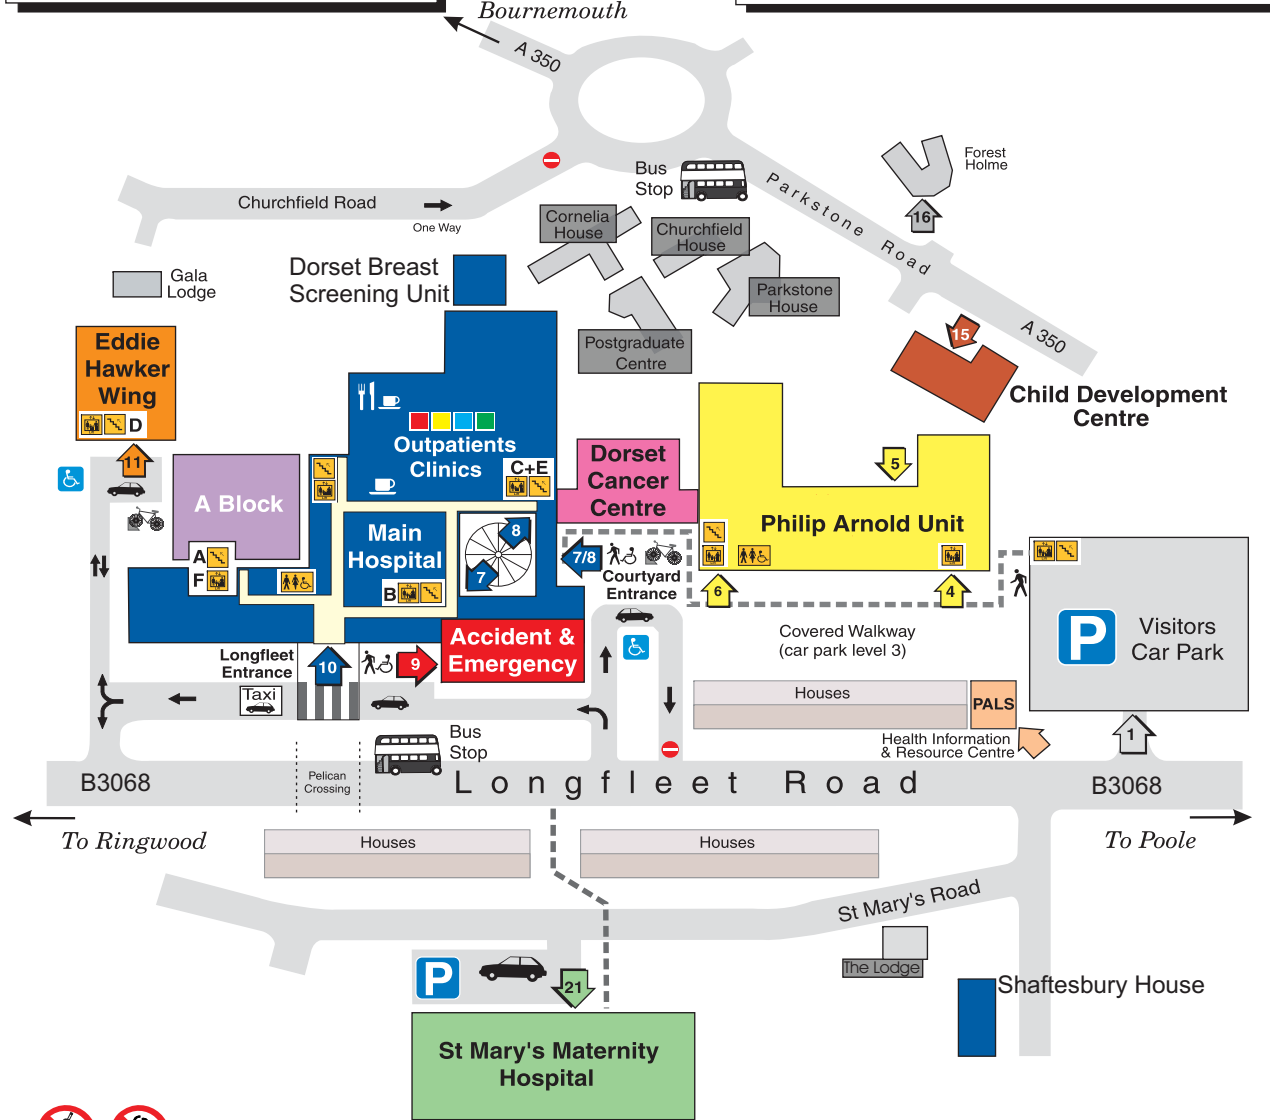 Bournemouth
A 350
Bus
Stop
Parkstone Road
Forest
Holme
16
Churchfield Road
One Way
Cornelia
House
Churchfield
House
Parkstone
House
Postgraduate
Centre
Gala
Lodge
Dorset Breast
Screening Unit
A 350
15
Child Development
Centre
Eddie
Hawker
Wing
D
11
A Block
A
F
Outpatients
Clinics
C+E
Main
Hospital
B
8
7
Dorset
Cancer
Centre
5
Philip Arnold Unit
7/8
Courtyard
Entrance
6
4
Covered Walkway
(car park level 3)
P
Visitors
Car Park
Accident &
Emergency
Longfleet
Entrance
10
9
Taxi
Houses
PALS
Health Information
& Resource Centre
1
Bus
Stop
Pelican
Crossing
B3068
Longfleet Road
B3068
To Ringwood
To Poole
Houses
Houses
St Mary's Road
The Lodge
Shaftesbury House
P
21
St Mary's Maternity
Hospital